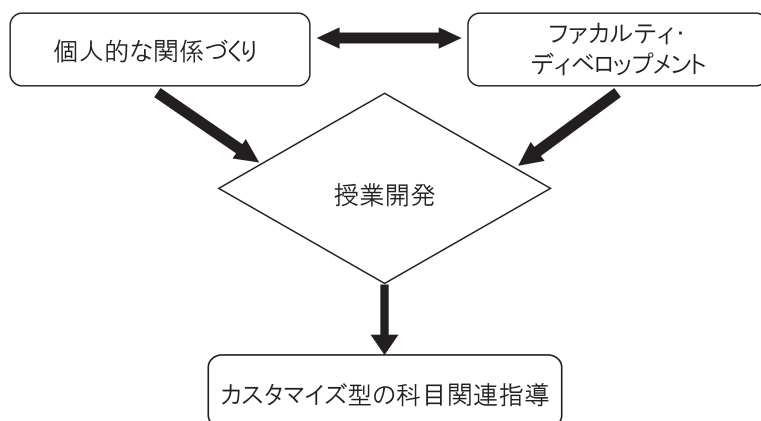 個人的な関係づくり
ファカルティ・
ディベロップメント
授業開発
カスタマイズ型の科目関連指導